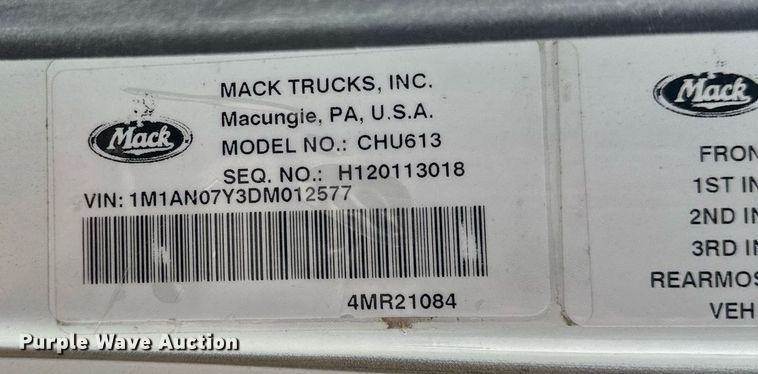 Mack
MACK TRUCKS, INC.
Macungie, PA, U.S.A.
MODEL NO.: CHU613
SEQ. NO.: H120113018
VIN: 1M1AN07Y3DM012577
4MR21084
Mack
FRON
1ST IN
2ND IN
3RD IN
REARMOS
VEH
Purple Wave Auction